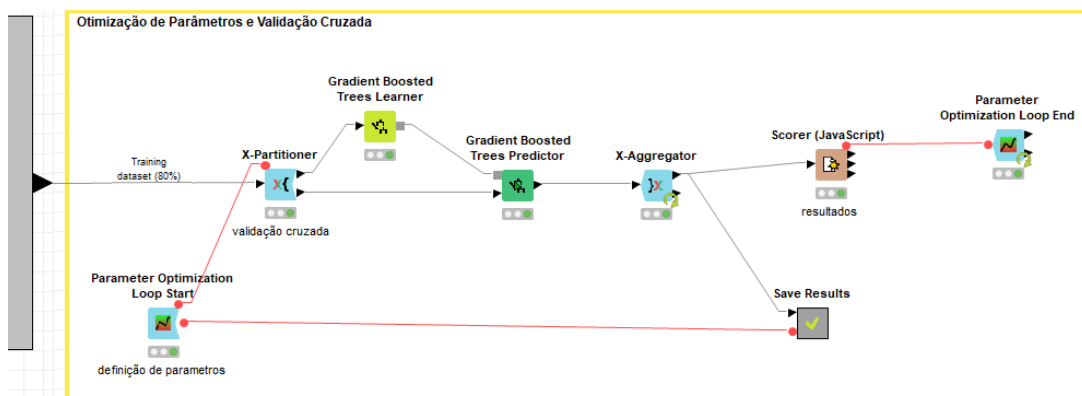 Otimização de Parâmetros e Validação Cruzada
Gradient Boosted
Trees Learner
Parameter
Optimization Loop End
Training
dataset (80%)
X-Partitioner
Gradient Boosted
Trees Predictor
X-Aggregator
Scorer (JavaScript)
validação cruzada
resultados
Parameter Optimization
Loop Start
Save Results
definição de parametros